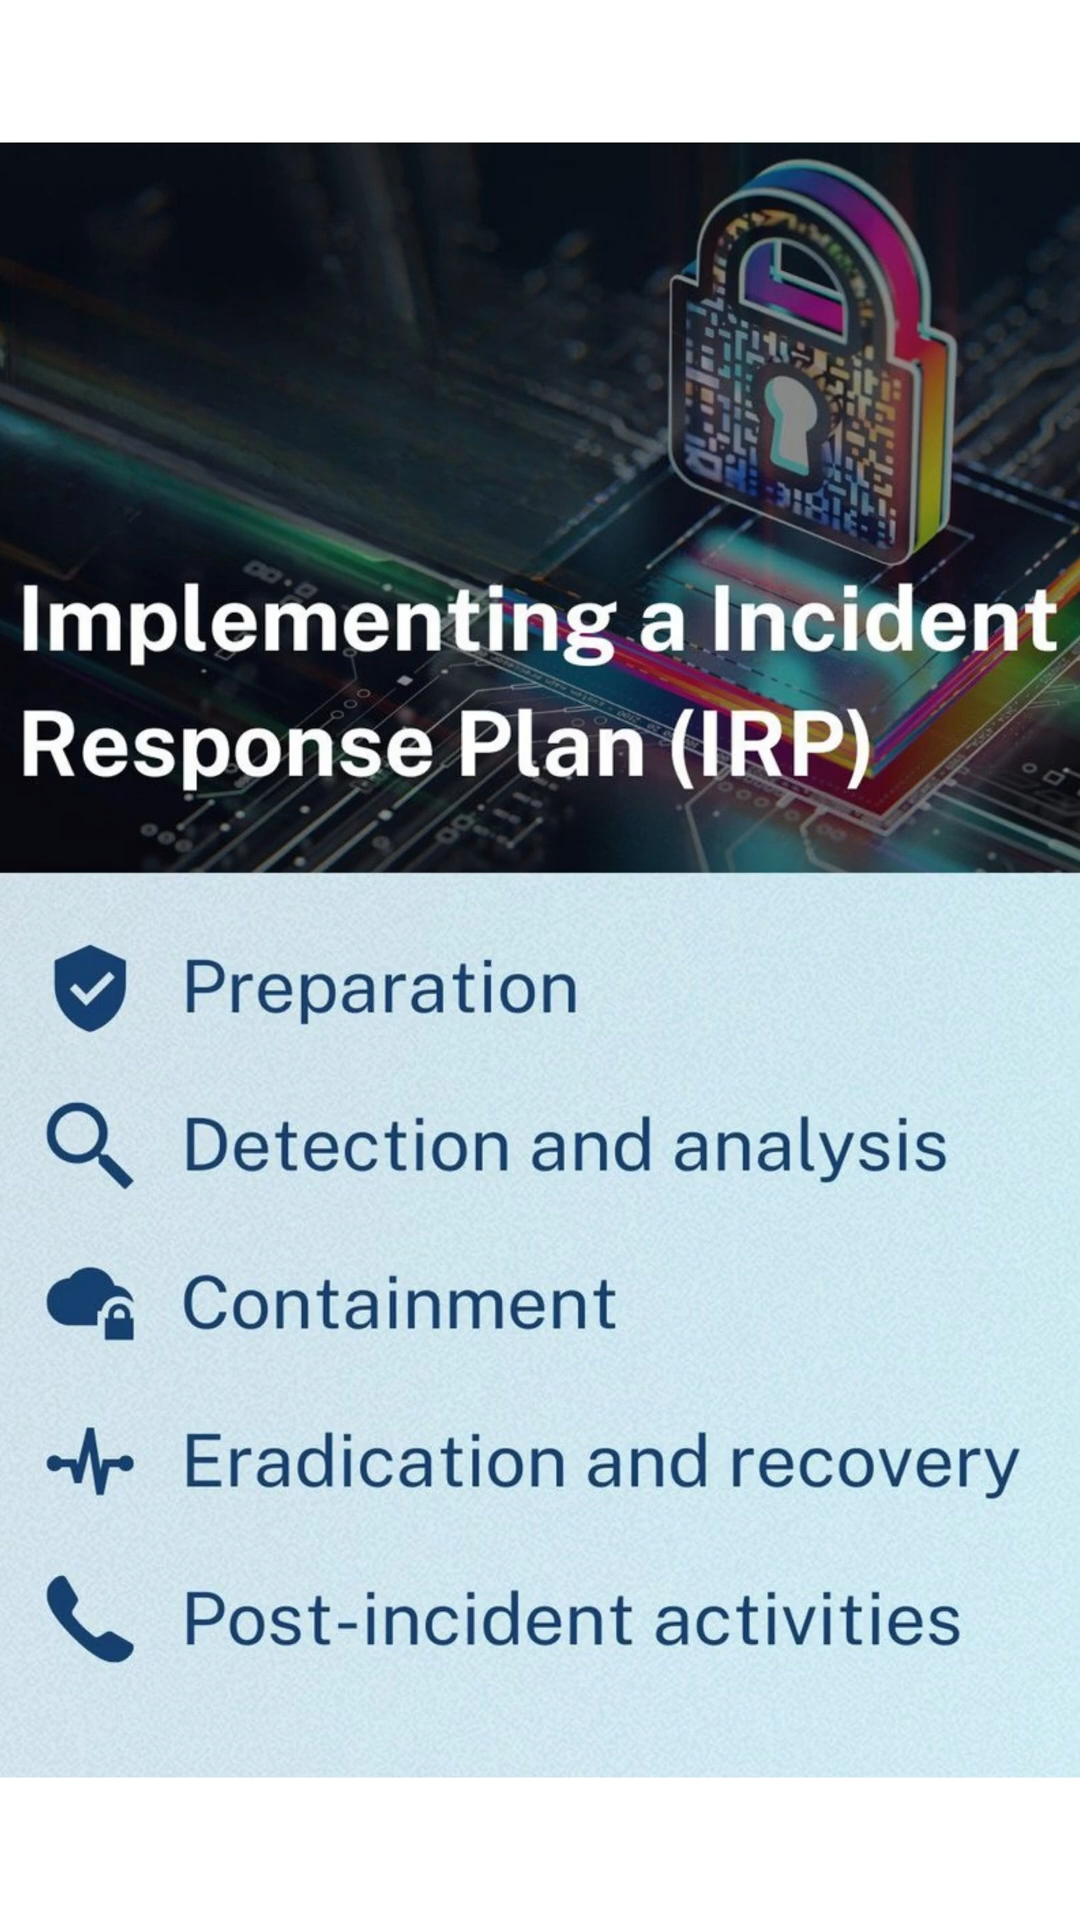 Implementing a Incident
Response Plan (IRP)
Preparation
Detection and analysis
Containment
Eradication and recovery
Post-incident activities